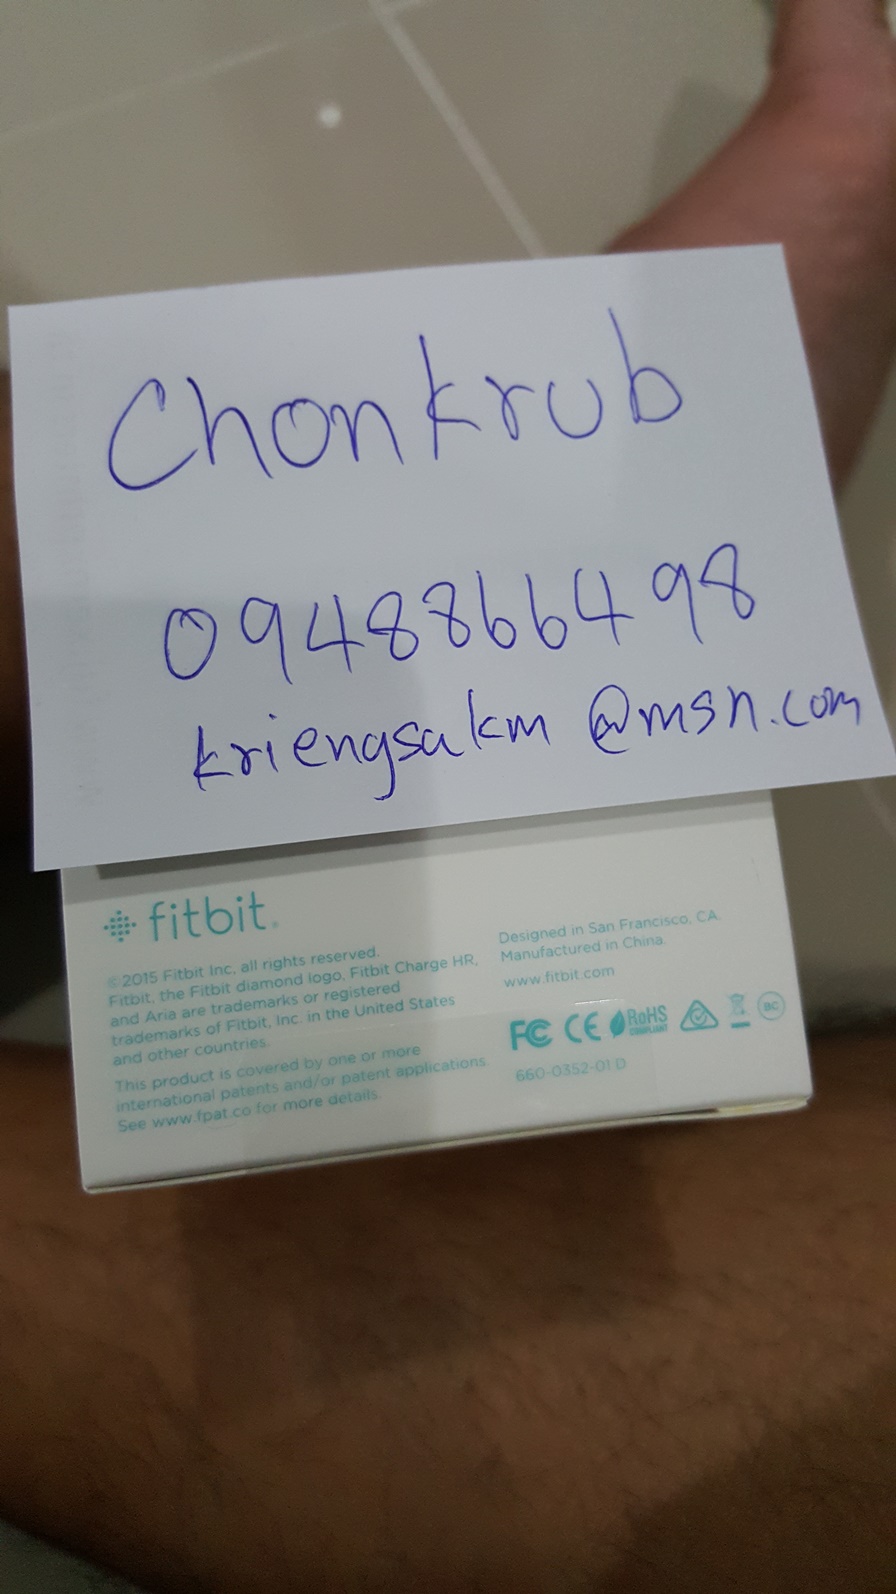 Chonkrub
0948866498
kriengsakm@msn.com
fitbit.
©2015 Fitbit Inc, all rights reserved.
Fitbit, the Fitbit diamond logo, Fitbit Charge HR,
and Aria are trademarks or registered
trademarks of Fitbit, Inc. in the United States
and other countries.
This product is covered by one or more
international patents and/or patent applications.
See www.fpat.co for more details.
Designed in San Francisco, CA.
Manufactured in China.
www.fitbit.com
FC CE RoHS
COMPLIANT
BC
660-0352-01 D